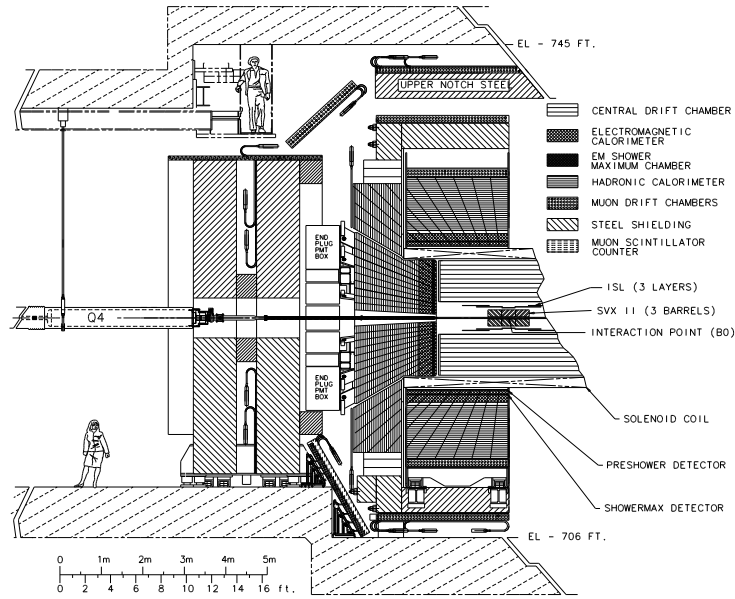 EL - 745 FT.
UPPER NOTCH STEEL
CENTRAL DRIFT CHAMBER
ELECTROMAGNETIC
CALORIMETER
EM SHOWER
MAXIMUM CHAMBER
HADRONIC CALORIMETER
MUON DRIFT CHAMBERS
STEEL SHIELDING
MUON SCINTILLATOR
COUNTER
END
PLUG
PMT
BOX
ISL (3 LAYERS)
SVX II (3 BARRELS)
INTERACTION POINT (B0)
Q4
END
PLUG
PMT
BOX
SOLENOID COIL
PRESHOWER DETECTOR
SHOWERMAX DETECTOR
EL - 706 FT.
0 1m 2m 3m 4m 5m
0 2 4 6 8 10 12 14 16 ft.